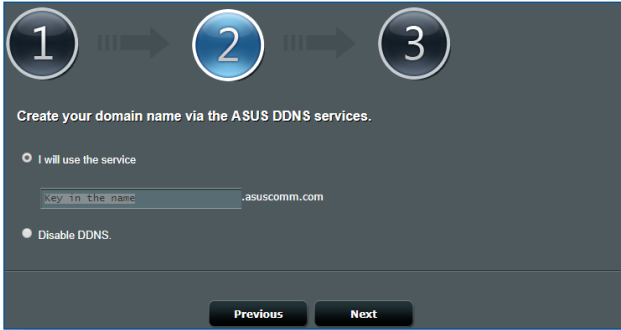 1 2 3
Create your domain name via the ASUS DDNS services.
I will use the service
Key in the name .asuscomm.com
Disable DDNS.
Previous Next